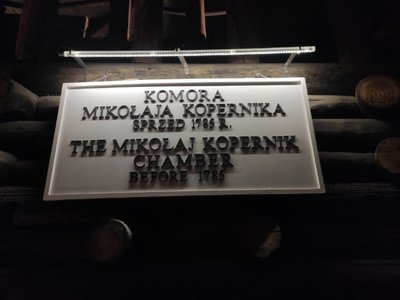 KOMORA
MIKOŁAJA KOPERNIKA
SPRZED 1785 R.
THE MIKOŁAJ KOPERNIK
CHAMBER
BEFORE 1785